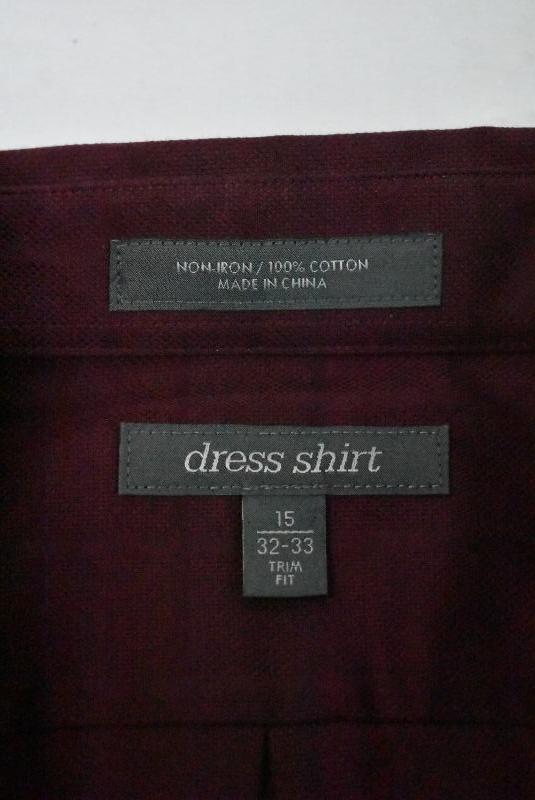 NON-IRON / 100% COTTON
MADE IN CHINA
dress shirt
15
32-33
TRIM
FIT